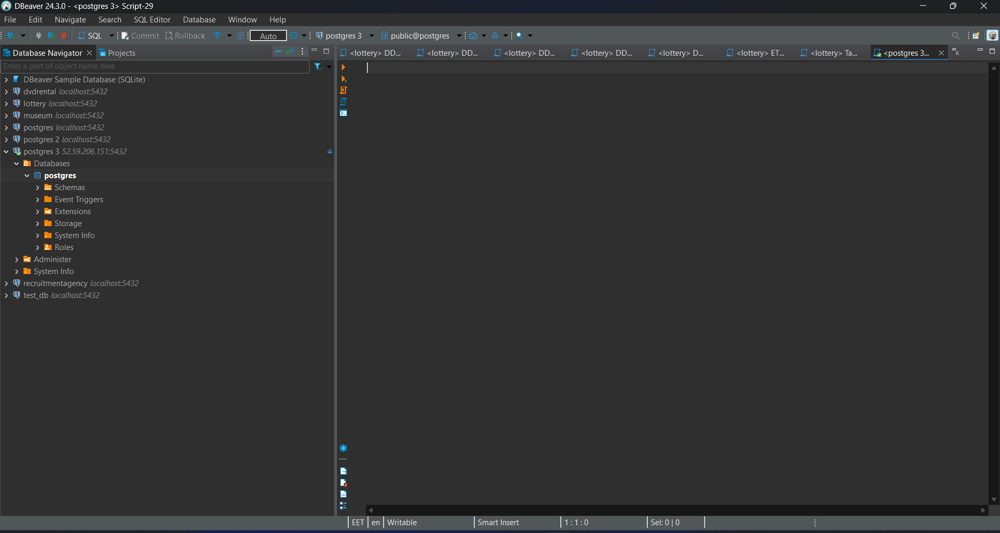 DBeaver 24.3.0 - <postgres 3> Script-29
File Edit Navigate Search SQL Editor Database Window Help
SQL Commit Rollback Auto postgres 3 public@postgres
Database Navigator Projects
<lottery> DD... <lottery> DD... <lottery> DD... <lottery> DD... <lottery> D... <lottery> ET... <lottery> Ta... <postgres 3... »6
Enter a part of object name here
DBeaver Sample Database (SQLite)
dvdrental localhost:5432
lottery localhost:5432
museum localhost:5432
postgres localhost:5432
postgres 2 localhost:5432
postgres 3 52.59.206.151:5432
Databases
postgres
Schemas
Event Triggers
Extensions
Storage
System Info
Roles
Administer
System Info
recruitmentagency localhost:5432
test_db localhost:5432
EET en Writable Smart Insert 1 : 1 : 0 Sel: 0 | 0